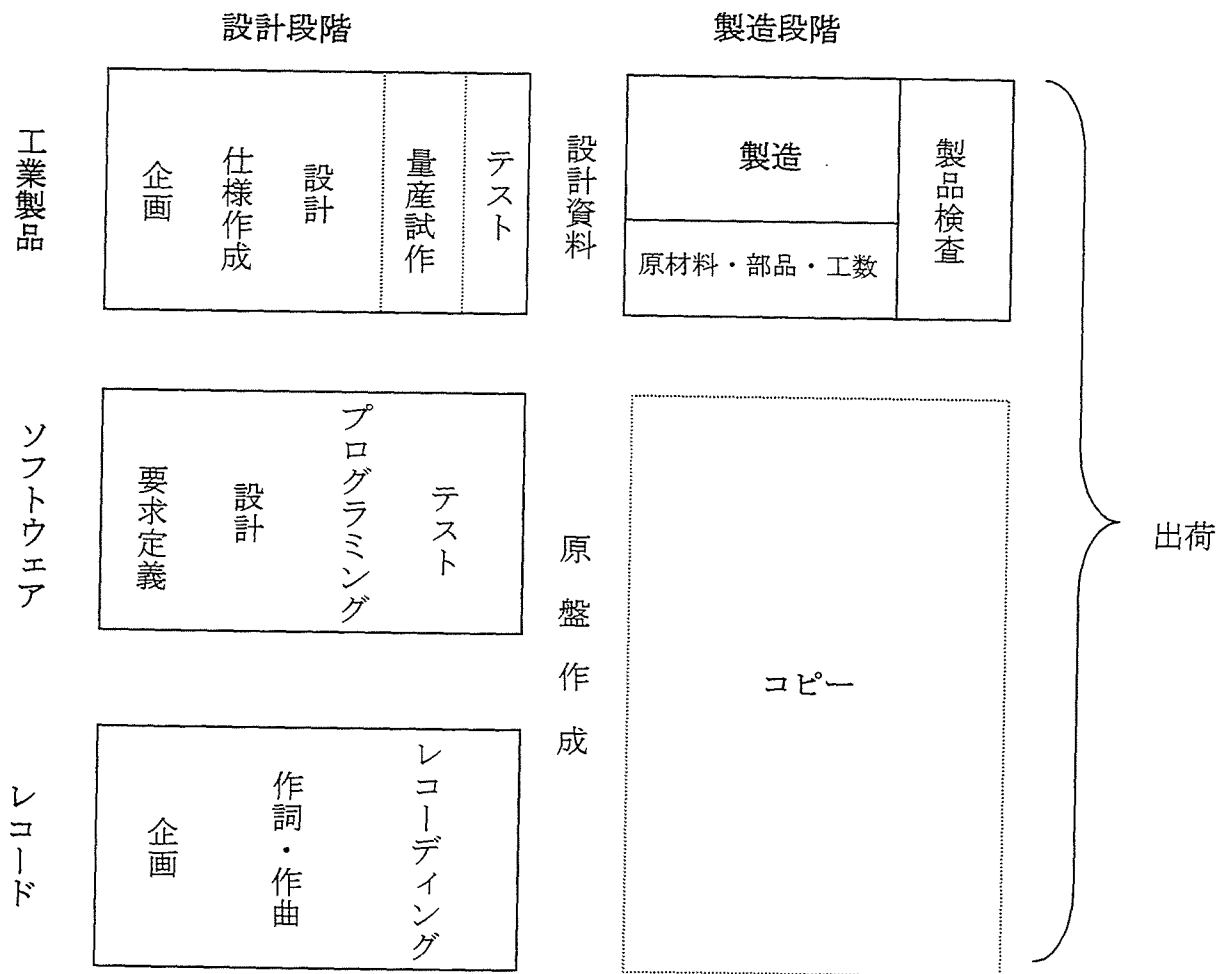 設計段階
製造段階
工業製品
企画
仕様作成
設計
量産試作
テスト
設計資料
製造
原材料・部品・工数
製品検査
ソフトウェア
要求定義
設計
プログラミング
テスト
原盤作成
コピー
出荷
レコード
企画
作詞・作曲
レコーディング